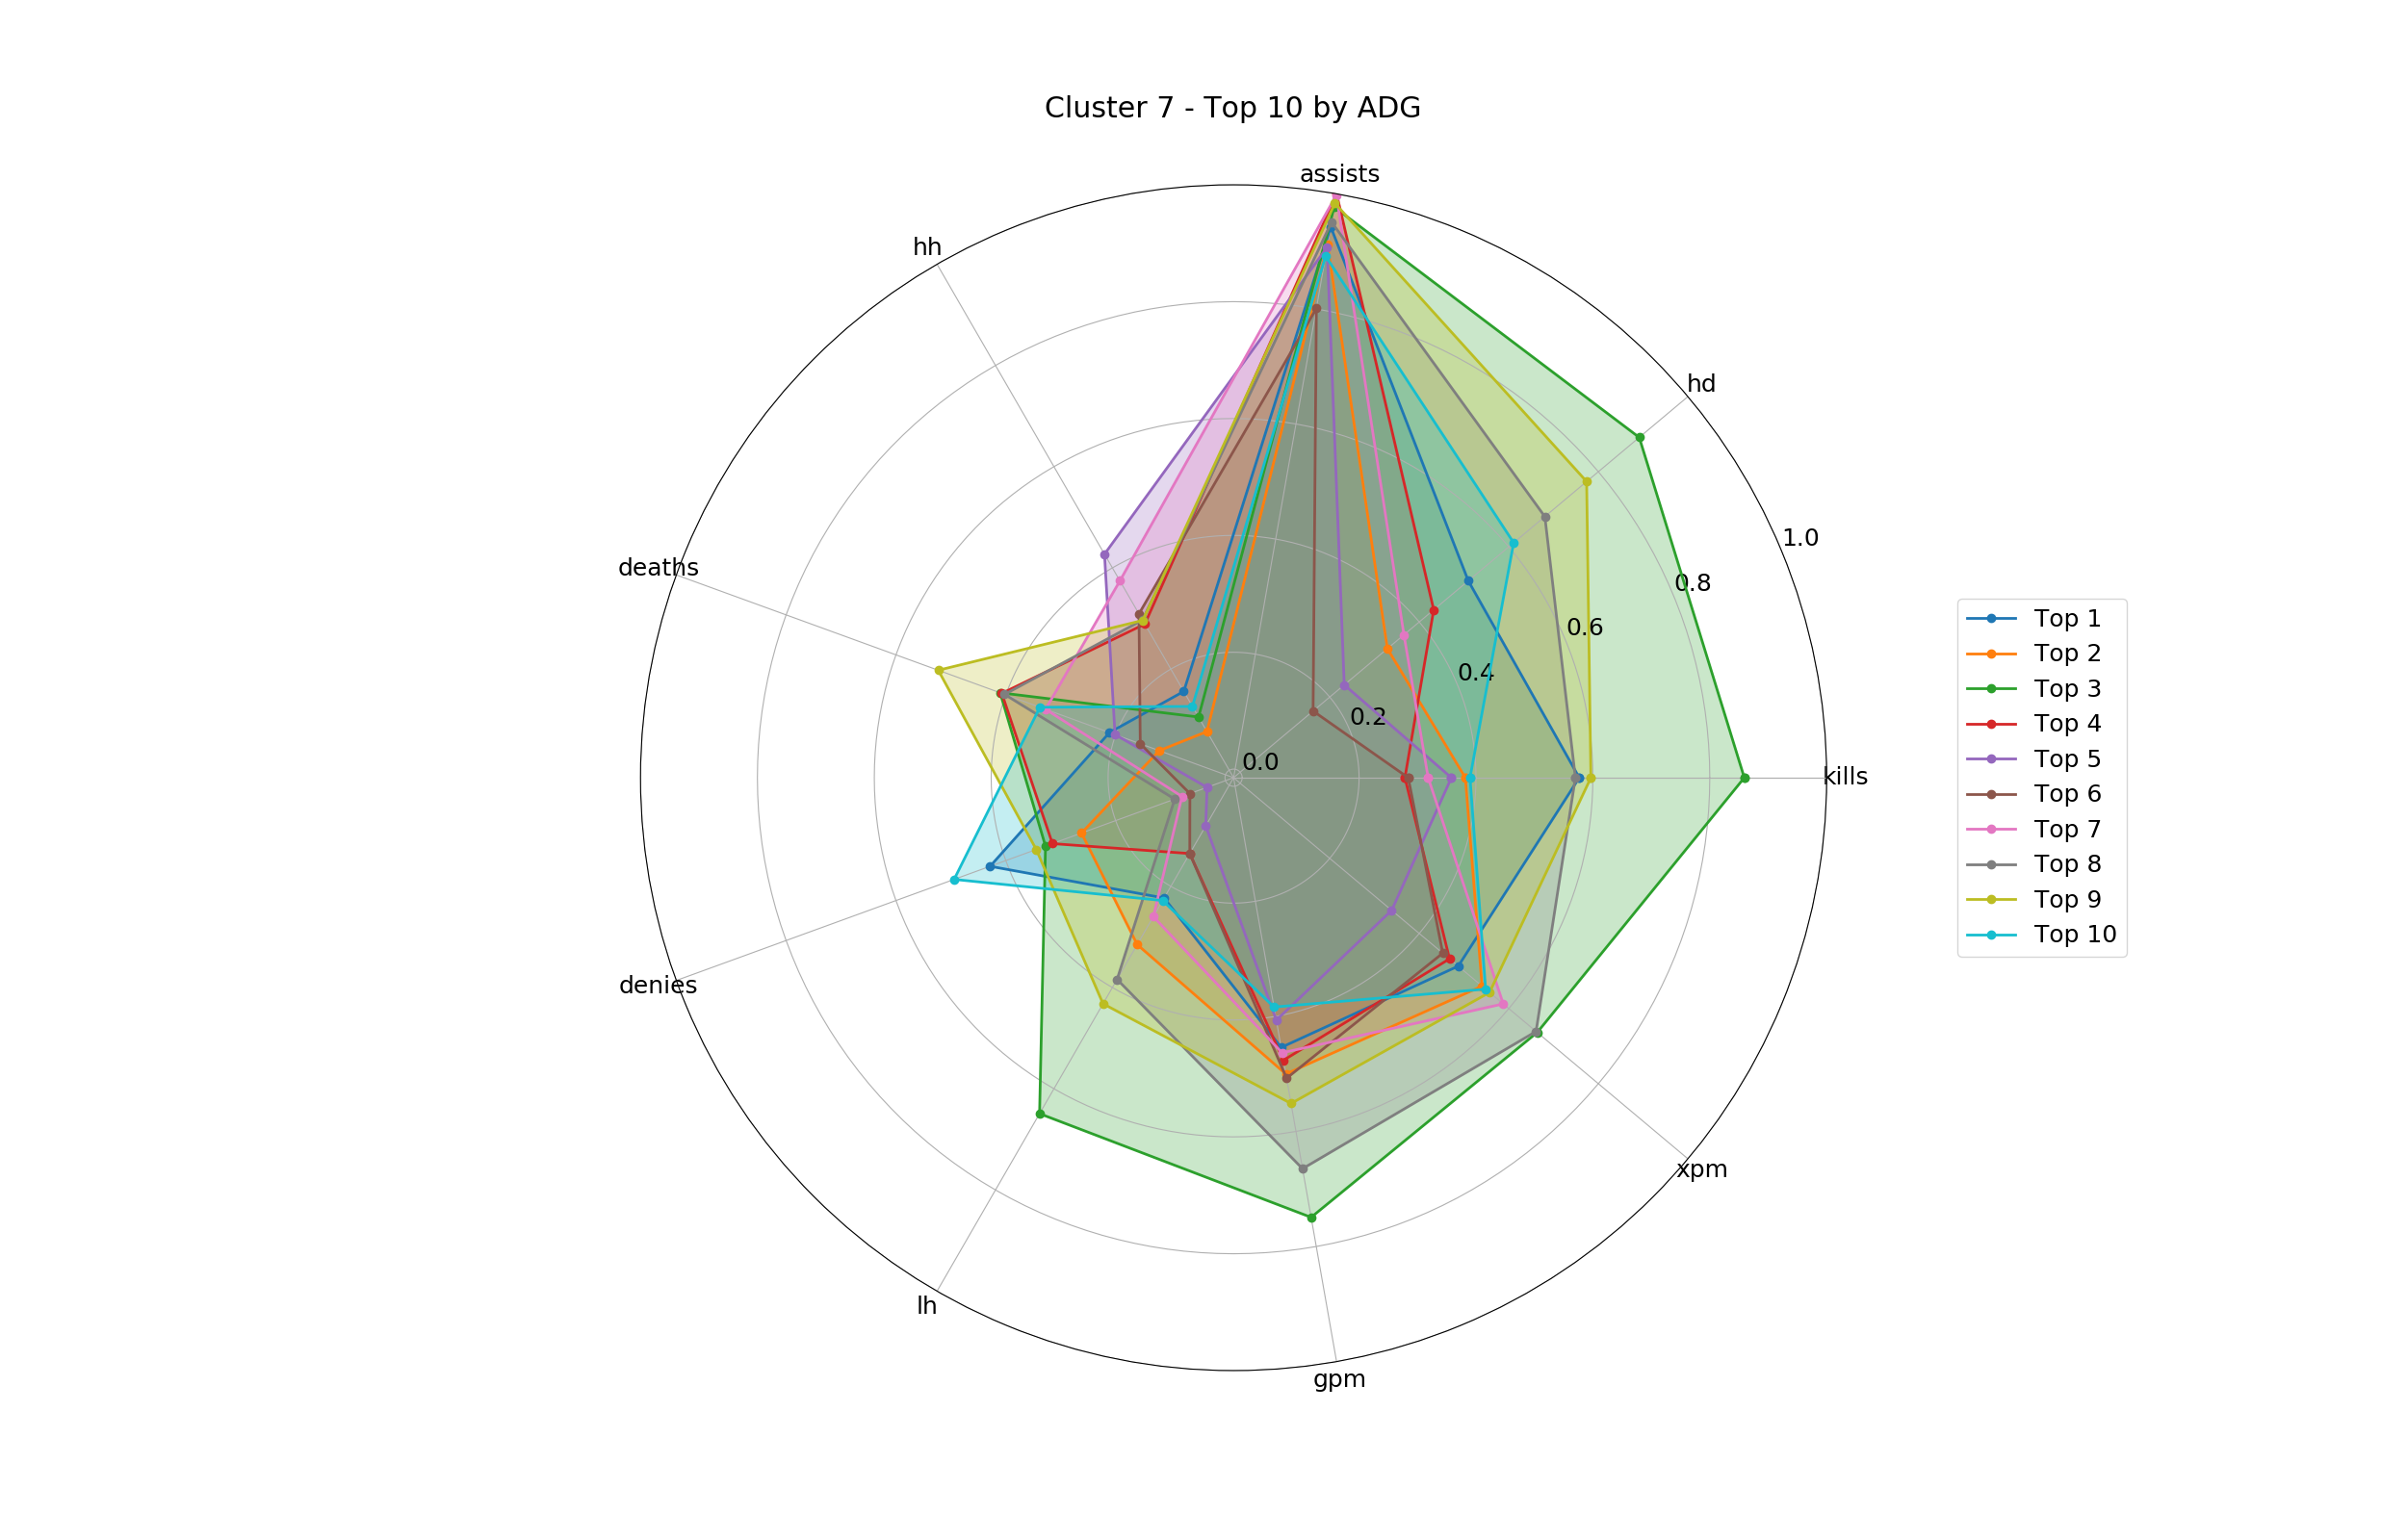 Cluster 7 - Top 10 by ADG
assists
hh
hd
1.0
deaths
0.8
0.6
0.4
0.2
0.0
kills
denies
xpm
lh
gpm
Top 1
Top 2
Top 3
Top 4
Top 5
Top 6
Top 7
Top 8
Top 9
Top 10